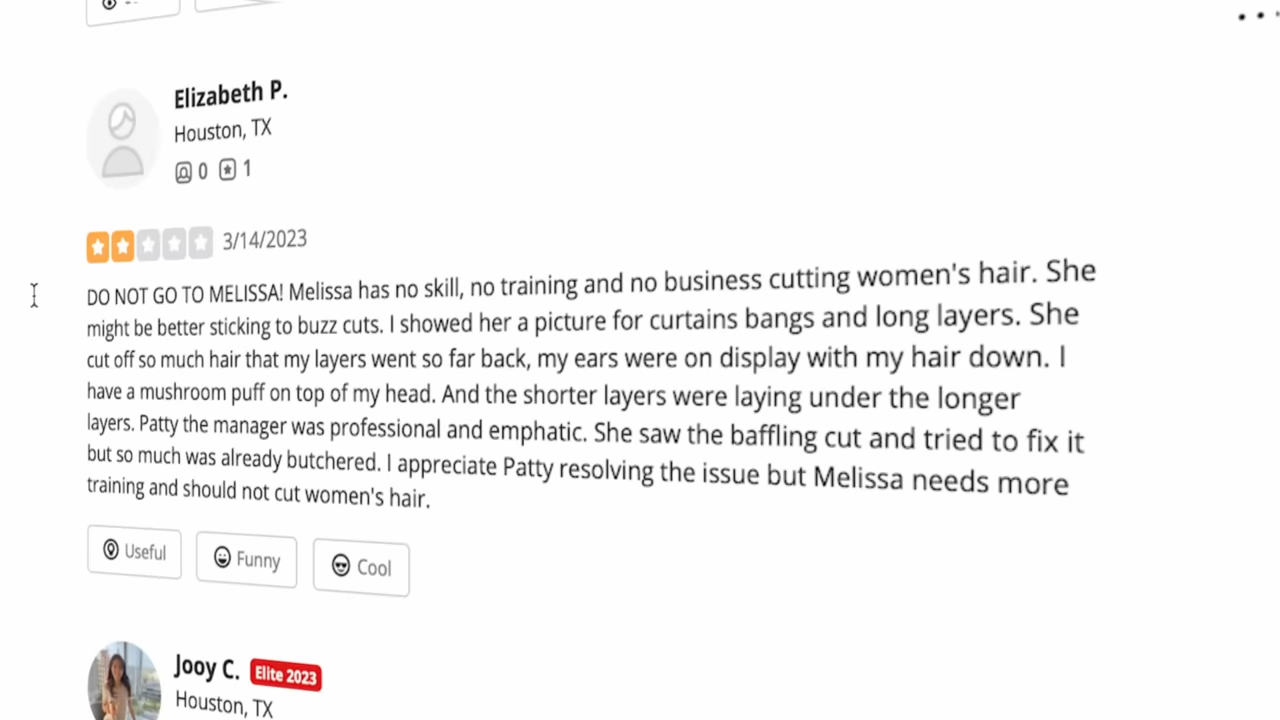 Elizabeth P.
Houston, TX
0 1
3/14/2023
DO NOT GO TO MELISSA! Melissa has no skill, no training and no business cutting women's hair. She
might be better sticking to buzz cuts. I showed her a picture for curtains bangs and long layers. She
cut off so much hair that my layers went so far back, my ears were on display with my hair down. I
have a mushroom puff on top of my head. And the shorter layers were laying under the longer
layers. Patty the manager was professional and emphatic. She saw the baffling cut and tried to fix it
but so much was already butchered. I appreciate Patty resolving the issue but Melissa needs more
training and should not cut women's hair.
Useful Funny Cool
Jooy C. Elite 2023
Houston, TX